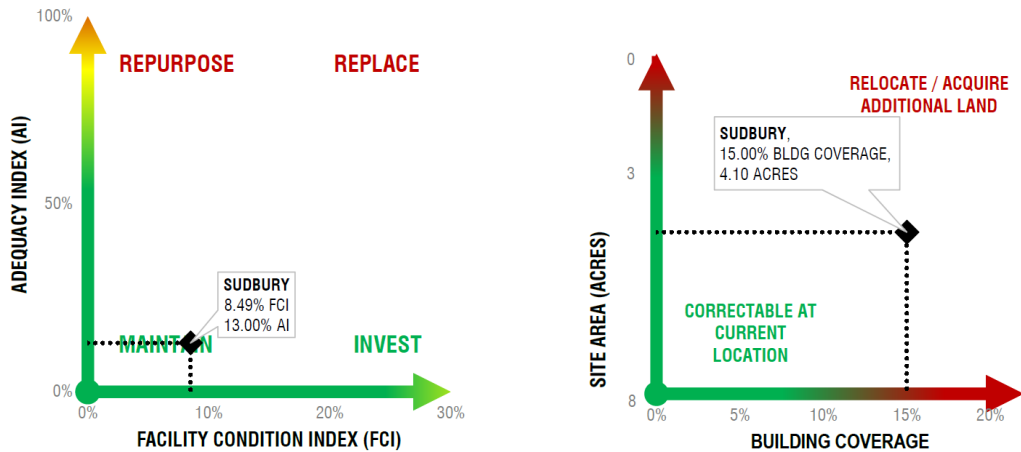 100%
REPURPOSE
REPLACE
ADEQUACY INDEX (AI)
50%
SUDBURY
8.49% FCI
13.00% AI
MAINTAIN
INVEST
0%
0%
10%
20%
30%
FACILITY CONDITION INDEX (FCI)
0
RELOCATE / ACQUIRE
ADDITIONAL LAND
SUDBURY,
15.00% BLDG COVERAGE,
4.10 ACRES
3
SITE AREA (ACRES)
CORRECTABLE AT
CURRENT
LOCATION
8
0%
5%
10%
15%
20%
BUILDING COVERAGE